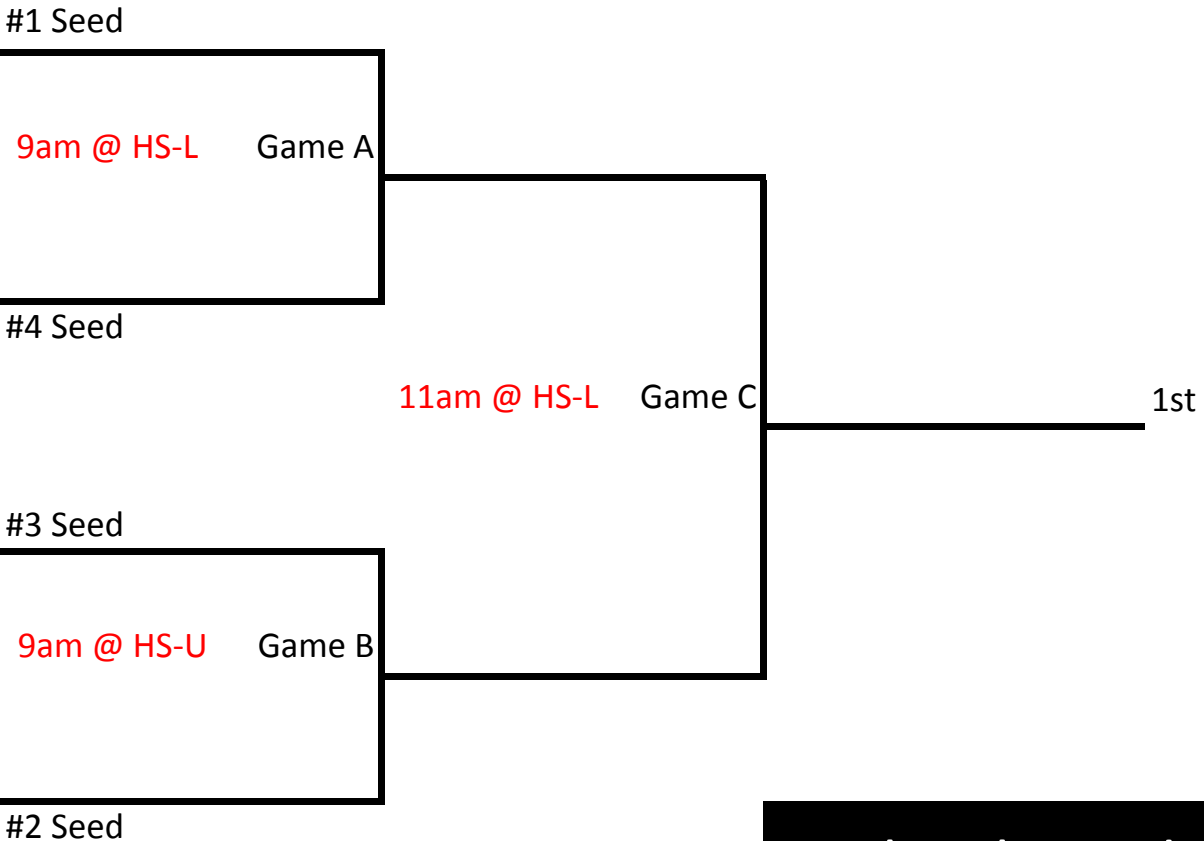 #1 Seed
9am @ HS-L Game A
#4 Seed
11am @ HS-L Game C
1st
#3 Seed
9am @ HS-U Game B
#2 Seed